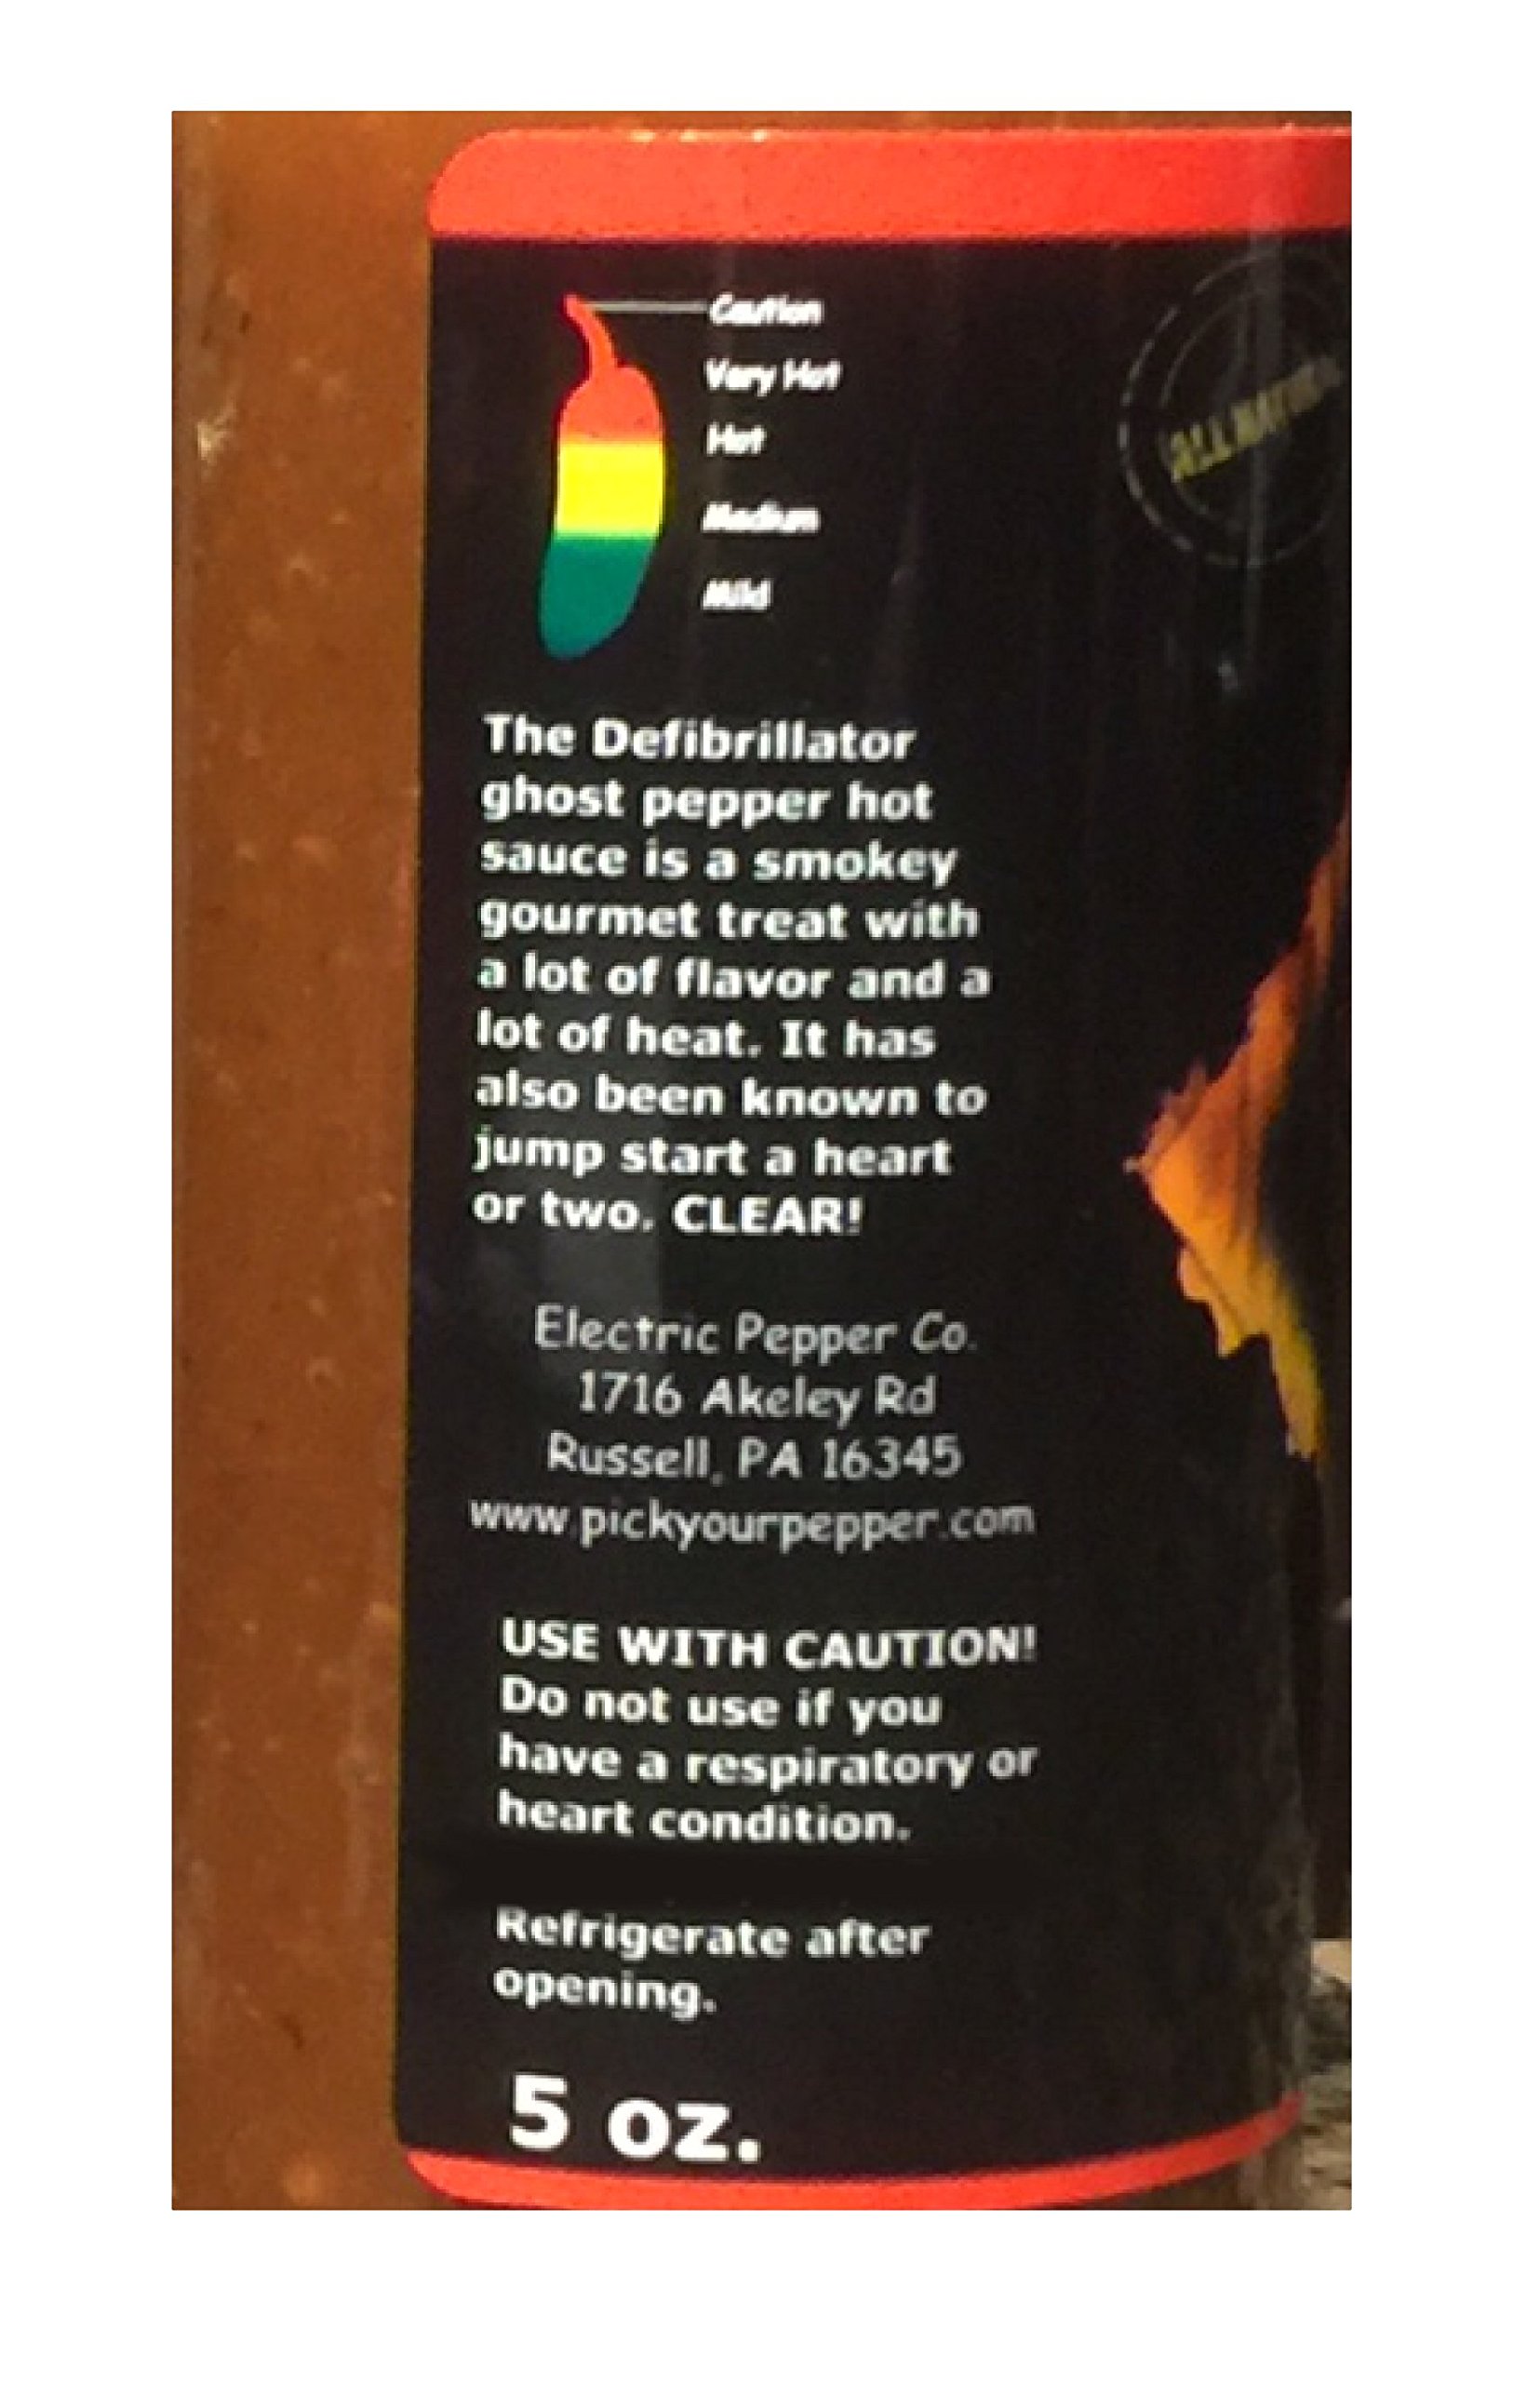 Caution
Very Hot
Hot
Medium
Mild
ALL NATURAL
The Defibrillator
ghost pepper hot
sauce is a smokey
gourmet treat with
a lot of flavor and a
lot of heat. It has
also been known to
jump start a heart
or two. CLEAR!
Electric Pepper Co.
1716 Akeley Rd
Russell, PA 16345
www.pickyourpepper.com
USE WITH CAUTION!
Do not use if you
have a respiratory or
heart condition.
Refrigerate after
opening.
5 oz.